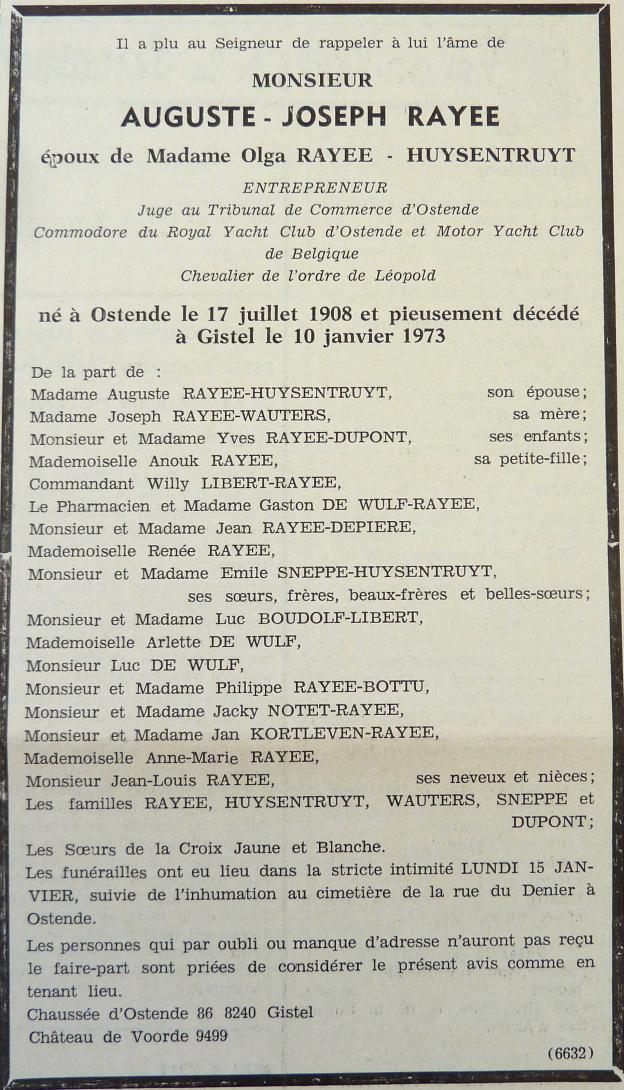 Il a plu au Seigneur de rappeler à lui l'âme de
MONSIEUR
AUGUSTE - JOSEPH RAYEE
époux de Madame Olga RAYEE - HUYSENTRUYT
ENTREPRENEUR
Juge au Tribunal de Commerce d'Ostende
Commodore du Royal Yacht Club d'Ostende et Motor Yacht Club
de Belgique
Chevalier de l'ordre de Léopold
né à Ostende le 17 juillet 1908 et pieusement décédé
à Gistel le 10 janvier 1973
De la part de :
Madame Auguste RAYEE-HUYSENTRUYT, son épouse;
Madame Joseph RAYEE-WAUTERS, sa mère;
Monsieur et Madame Yves RAYEE-DUPONT, ses enfants;
Mademoiselle Anouk RAYEE, sa petite-fille;
Commandant Willy LIBERT-RAYEE,
Le Pharmacien et Madame Gaston DE WULF-RAYEE,
Monsieur et Madame Jean RAYEE-DEPIERE,
Mademoiselle Renée RAYEE,
Monsieur et Madame Emile SNEPPE-HUYSENTRUYT,
ses sœurs, frères, beaux-frères et belles-sœurs;
Monsieur et Madame Luc BOUDOLF-LIBERT,
Mademoiselle Arlette DE WULF,
Monsieur Luc DE WULF,
Monsieur et Madame Philippe RAYEE-BOTTU,
Monsieur et Madame Jacky NOTET-RAYEE,
Monsieur et Madame Jan KORTLEVEN-RAYEE,
Mademoiselle Anne-Marie RAYEE,
Monsieur Jean-Louis RAYEE, ses neveux et nièces;
Les familles RAYEE, HUYSENTRUYT, WAUTERS, SNEPPE et
DUPONT;
Les Sœurs de la Croix Jaune et Blanche.
Les funérailles ont eu lieu dans la stricte intimité LUNDI 15 JAN-
VIER, suivie de l'inhumation au cimetière de la rue du Denier à
Ostende.
Les personnes qui par oubli ou manque d'adresse n'auront pas reçu
le faire-part sont priées de considérer le présent avis comme en
tenant lieu.
Chaussée d'Ostende 86 8240 Gistel
Château de Voorde 9499
(6632)